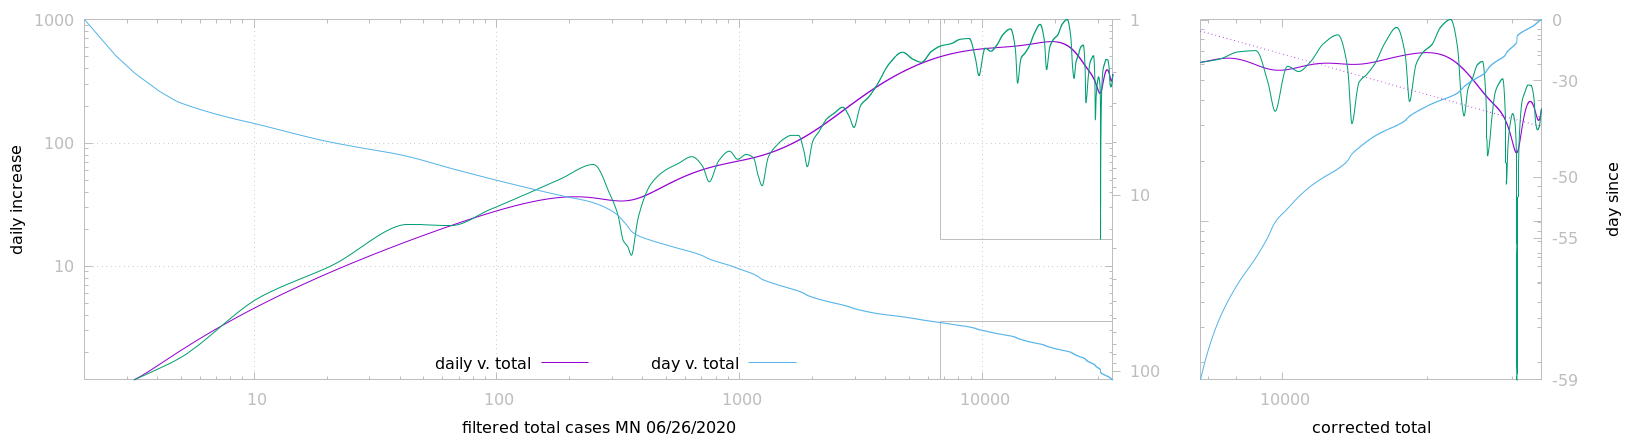 1000
100
10
daily increase
1
10
100
daily v. total
day v. total
10
100
1000
10000
filtered total cases MN 06/26/2020
0
-30
-50
-55
-59
day since
10000
corrected total